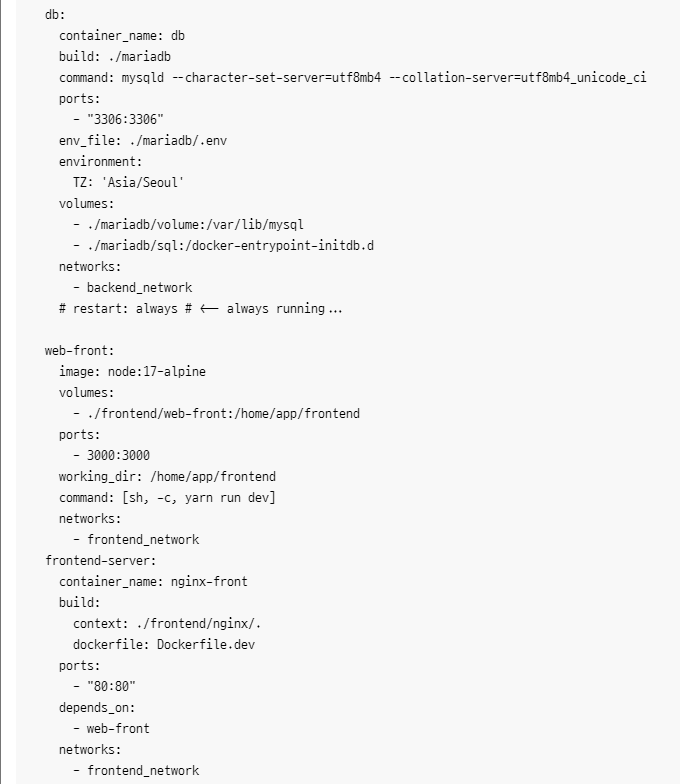 db:
  container_name: db
  build: ./mariadb
  command: mysqld --character-set-server=utf8mb4 --collation-server=utf8mb4_unicode_ci
  ports:
    - "3306:3306"
  env_file: ./mariadb/.env
  environment:
    TZ: 'Asia/Seoul'
  volumes:
    - ./mariadb/volume:/var/lib/mysql
    - ./mariadb/sql:/docker-entrypoint-initdb.d
  networks:
    - backend_network
  # restart: always # <-- always running...

web-front:
  image: node:17-alpine
  volumes:
    - ./frontend/web-front:/home/app/frontend
  ports:
    - 3000:3000
  working_dir: /home/app/frontend
  command: [sh, -c, yarn run dev]
  networks:
    - frontend_network
frontend-server:
  container_name: nginx-front
  build:
    context: ./frontend/nginx/.
    dockerfile: Dockerfile.dev
  ports:
    - "80:80"
  depends_on:
    - web-front
  networks:
    - frontend_network